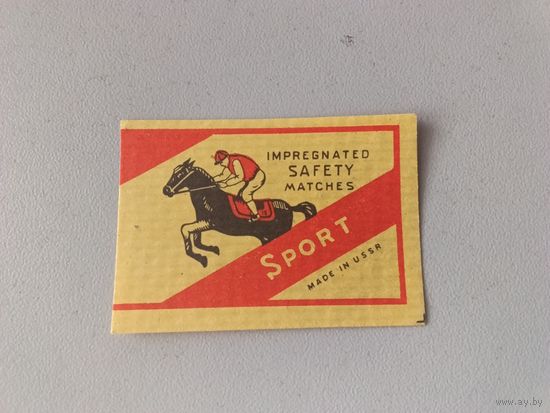 IMPREGNATED
SAFETY
MATCHES
SPORT
MADE IN USSR
www.ay.by